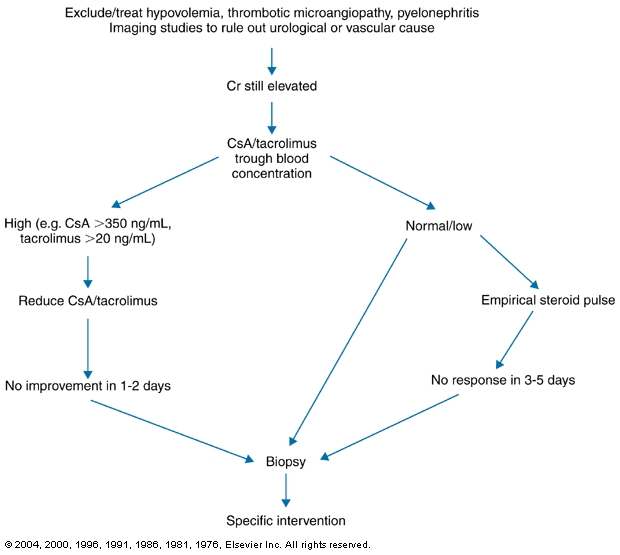 Exclude/treat hypovolemia, thrombotic microangiopathy, pyelonephritis
Imaging studies to rule out urological or vascular cause
Cr still elevated
CsA/tacrolimus
trough blood
concentration
High (e.g. CsA >350 ng/mL,
tacrolimus >20 ng/mL)
Normal/low
Reduce CsA/tacrolimus
Empirical steroid pulse
No improvement in 1-2 days
No response in 3-5 days
Biopsy
Specific intervention
© 2004, 2000, 1996, 1991, 1986, 1981, 1976, Elsevier Inc. All rights reserved.